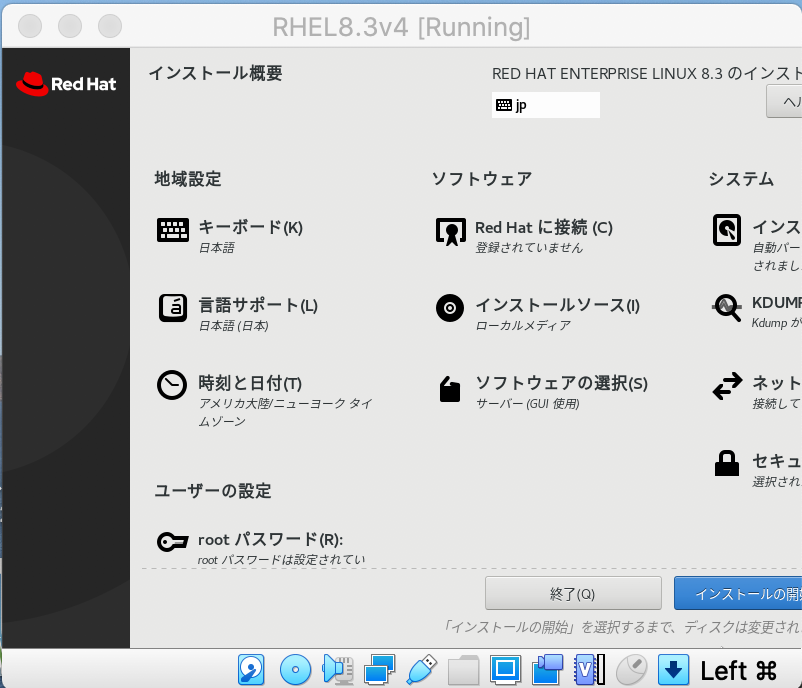 RHEL8.3v4 [Running]
Red Hat
インストール概要
RED HAT ENTERPRISE LINUX 8.3 のインスト
jp
ヘル
地域設定
ソフトウェア
システム
キーボード(K)
日本語
Red Hat に接続 (C)
登録されていません
インス
自動パー
されまし
言語サポート(L)
日本語 (日本)
インストールソース(I)
ローカルメディア
KDUMP
Kdump が
時刻と日付(T)
アメリカ大陸/ニューヨーク タイ
ムゾーン
ソフトウェアの選択(S)
サーバー (GUI 使用)
ネット
接続して
セキュ
選択され
ユーザーの設定
root パスワード(R):
root パスワードは設定されてい
終了(Q)
インストールの開始
「インストールの開始」を選択するまで、ディスクは変更され
Left ⌘